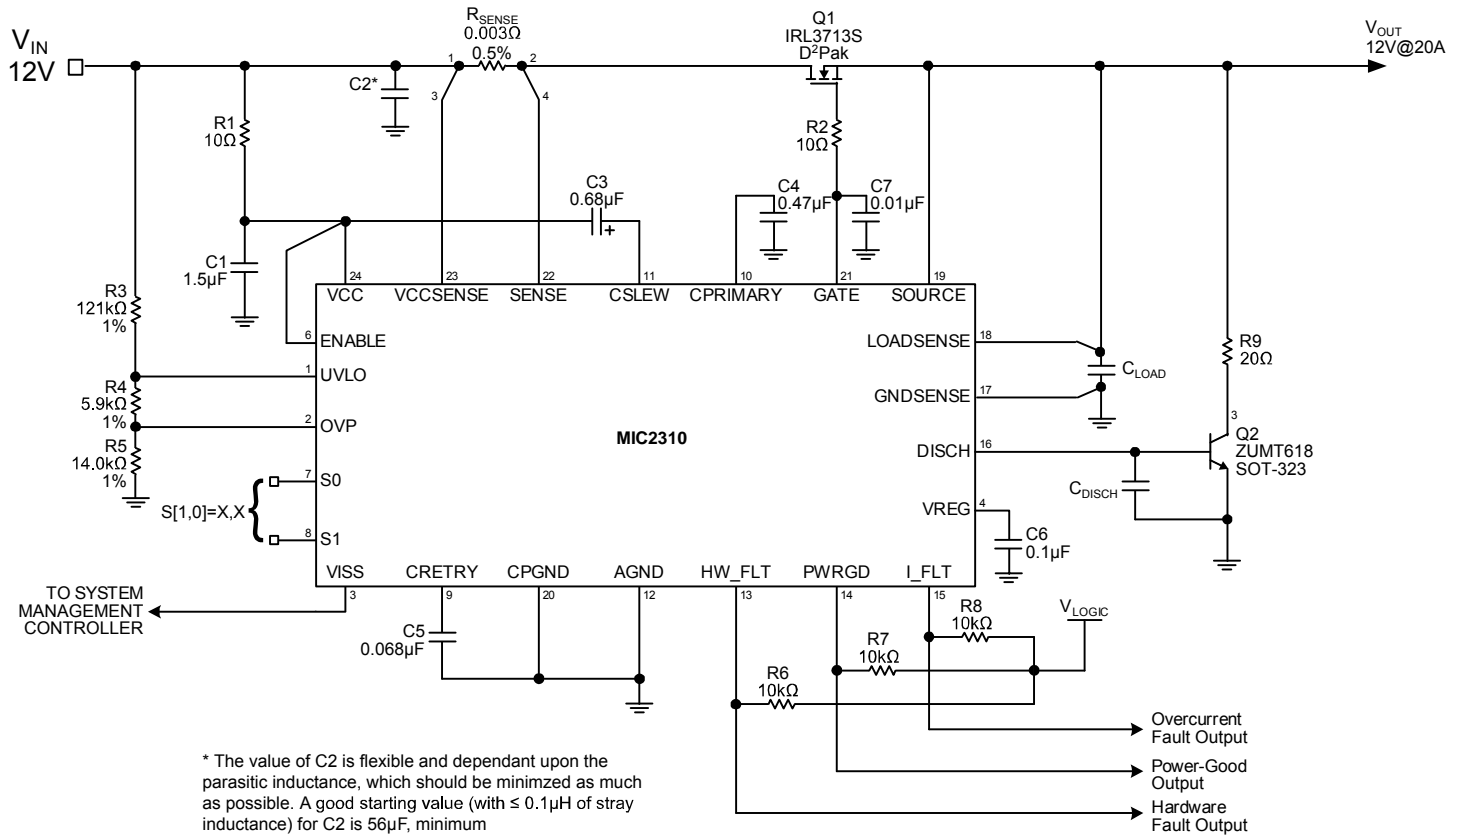 V_IN
12V
R_SENSE
0.003Ω
0.5%
1
2
3
4
C2*
Q1
IRL3713S
D²Pak
V_OUT
12V@20A
R1
10Ω
R2
10Ω
C3
0.68µF
+
C4
0.47µF
C7
0.01µF
C1
1.5µF
R3
121kΩ
1%
R4
5.9kΩ
1%
R5
14.0kΩ
1%
24
23
22
11
10
21
19
VCC
VCCSENSE
SENSE
CSLEW
CPRIMARY
GATE
SOURCE
6
ENABLE
1
UVLO
2
OVP
7
S0
8
S1
S[1,0]=X,X
MIC2310
LOADSENSE
18
GNDSENSE
17
DISCH
16
VREG
4
C_LOAD
R9
20Ω
3
Q2
ZUMT618
SOT-323
C_DISCH
C6
0.1µF
VISS
CRETRY
CPGND
AGND
HW_FLT
PWRGD
I_FLT
3
9
20
12
13
14
15
TO SYSTEM
MANAGEMENT
CONTROLLER
C5
0.068µF
R8
10kΩ
R7
10kΩ
R6
10kΩ
V_LOGIC
Overcurrent
Fault Output
Power-Good
Output
Hardware
Fault Output
* The value of C2 is flexible and dependant upon the
parasitic inductance, which should be minimzed as much
as possible. A good starting value (with ≤ 0.1µH of stray
inductance) for C2 is 56µF, minimum